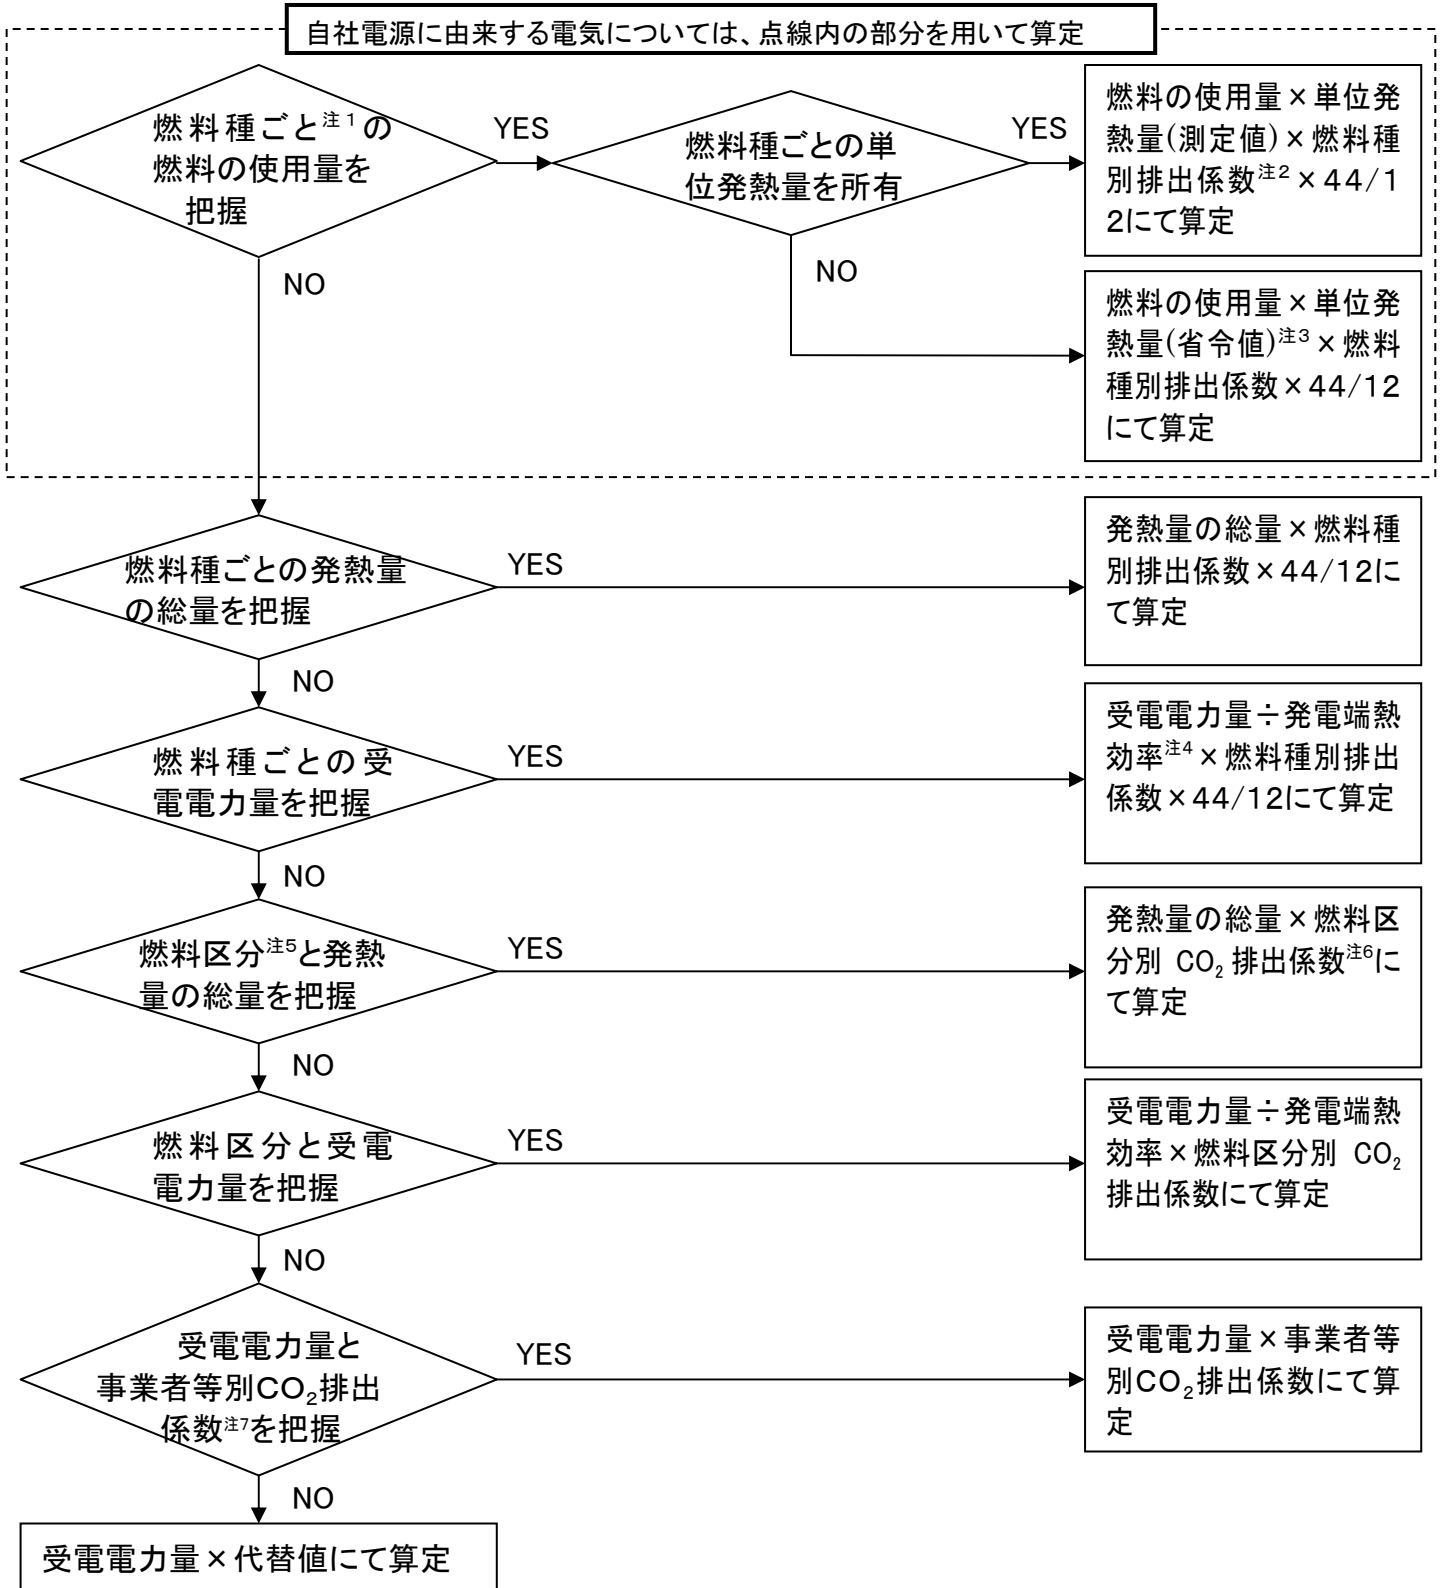 自社電源に由来する電気については、点線内の部分を用いて算定
燃料種ごと注1の
燃料の使用量を
把握
YES
燃料種ごとの単
位発熱量を所有
YES
燃料の使用量×単位発
熱量(測定値)×燃料種
別排出係数注2×44/1
2にて算定
NO
NO
燃料の使用量×単位発
熱量(省令値)注3×燃料
種別排出係数×44/12
にて算定
燃料種ごとの発熱量
の総量を把握
YES
発熱量の総量×燃料種
別排出係数×44/12に
て算定
NO
燃料種ごとの受
電電力量を把握
YES
受電電力量÷発電端熱
効率注4×燃料種別排出
係数×44/12にて算定
NO
燃料区分注5と発熱
量の総量を把握
YES
発熱量の総量×燃料区
分別 CO₂排出係数注6に
て算定
NO
燃料区分と受電
電力量を把握
YES
受電電力量÷発電端熱
効率×燃料区分別 CO₂
排出係数にて算定
NO
受電電力量と
事業者等別CO₂排出
係数注7を把握
YES
受電電力量×事業者等
別CO₂排出係数にて算
定
NO
受電電力量×代替値にて算定